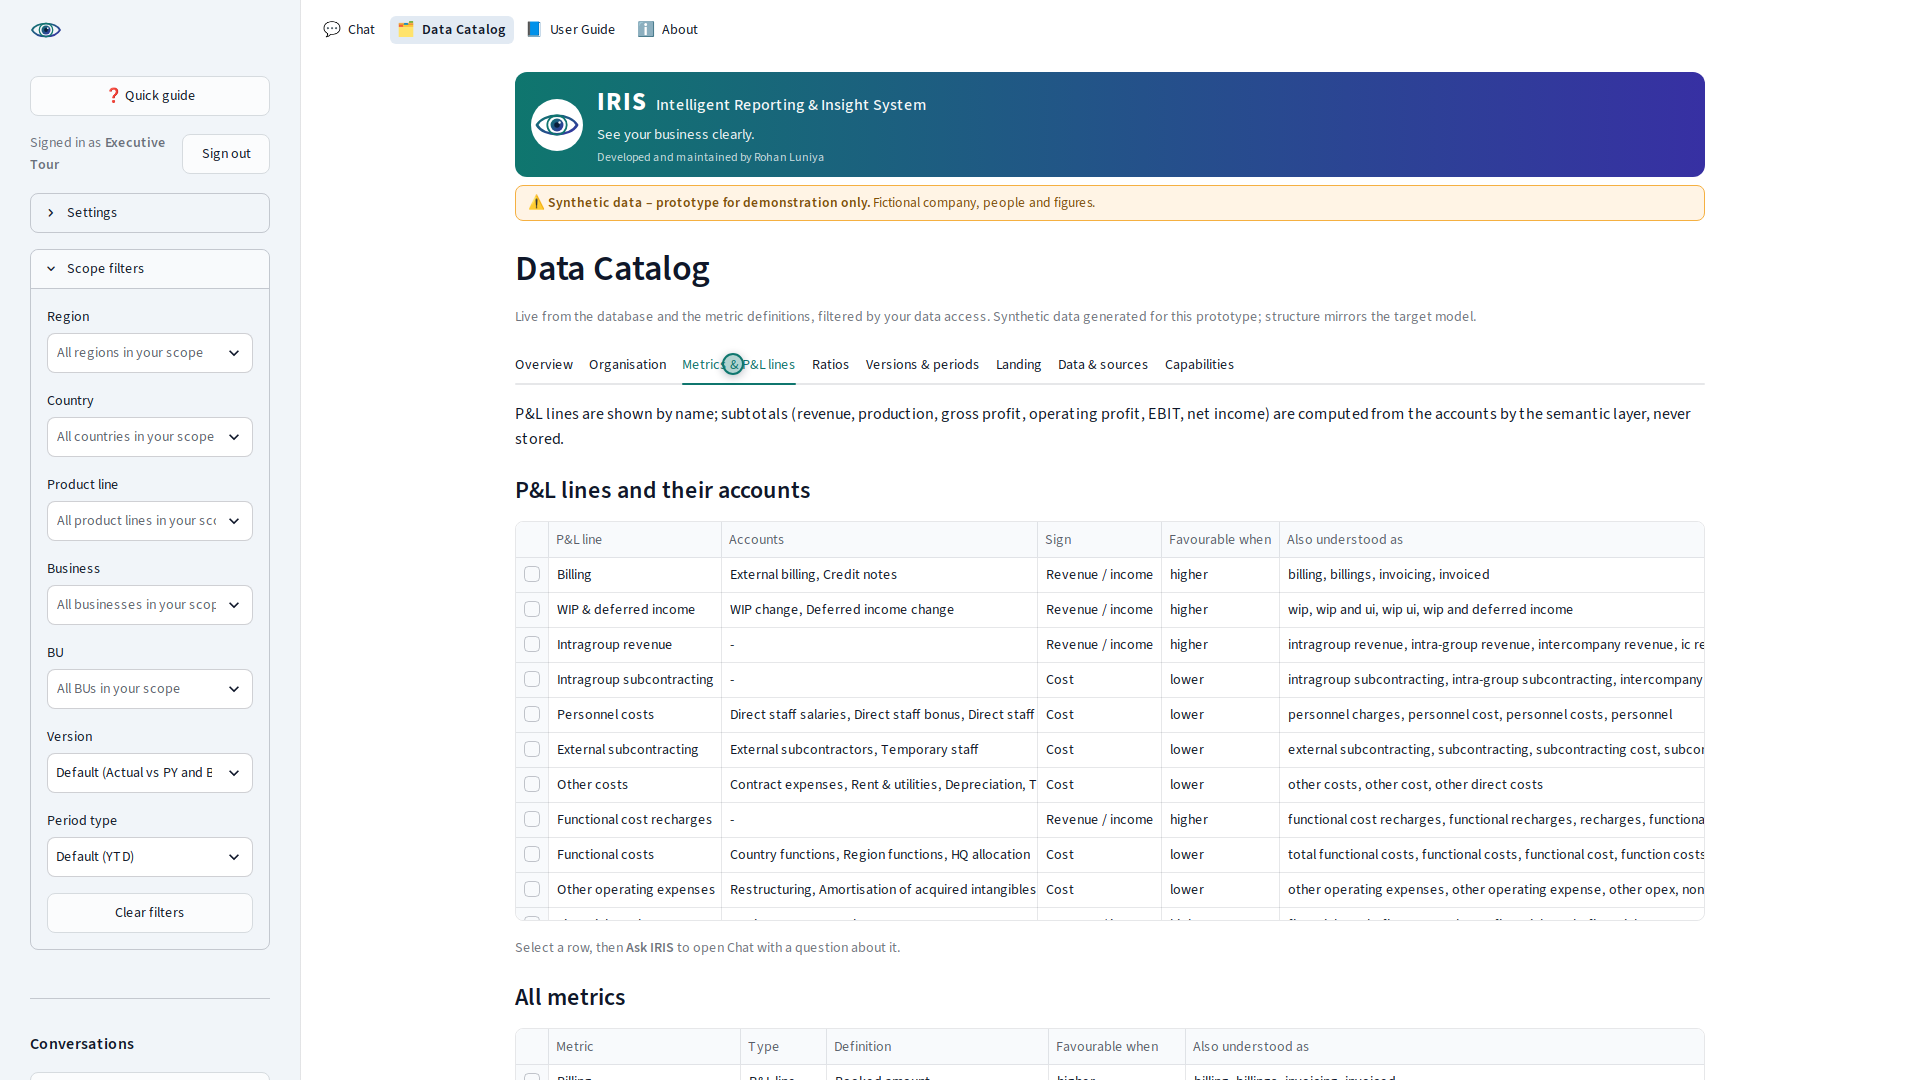 💬 Chat
🗂️ Data Catalog
📘 User Guide
ℹ️ About
❓ Quick guide
Signed in as Executive
Tour
Sign out
Settings
Scope filters
Region
All regions in your scope
Country
All countries in your scope
Product line
All product lines in your sco
Business
All businesses in your scop
BU
All BUs in your scope
Version
Default (Actual vs PY and B
Period type
Default (YTD)
Clear filters
Conversations
IRIS Intelligent Reporting & Insight System
See your business clearly.
Developed and maintained by Rohan Luniya
⚠️ Synthetic data – prototype for demonstration only. Fictional company, people and figures.
Data Catalog
Live from the database and the metric definitions, filtered by your data access. Synthetic data generated for this prototype; structure mirrors the target model.
Overview Organisation Metrics & P&L lines Ratios Versions & periods Landing Data & sources Capabilities
P&L lines are shown by name; subtotals (revenue, production, gross profit, operating profit, EBIT, net income) are computed from the accounts by the semantic layer, never
stored.
P&L lines and their accounts
P&L line Accounts Sign Favourable when Also understood as
Billing External billing, Credit notes Revenue / income higher billing, billings, invoicing, invoiced
WIP & deferred income WIP change, Deferred income change Revenue / income higher wip, wip and ui, wip ui, wip and deferred income
Intragroup revenue - Revenue / income higher intragroup revenue, intra-group revenue, intercompany revenue, ic re
Intragroup subcontracting - Cost lower intragroup subcontracting, intra-group subcontracting, intercompany
Personnel costs Direct staff salaries, Direct staff bonus, Direct staff Cost lower personnel charges, personnel cost, personnel costs, personnel
External subcontracting External subcontractors, Temporary staff Cost lower external subcontracting, subcontracting, subcontracting cost, subcon
Other costs Contract expenses, Rent & utilities, Depreciation, T Cost lower other costs, other cost, other direct costs
Functional cost recharges - Revenue / income higher functional cost recharges, functional recharges, recharges, functiona
Functional costs Country functions, Region functions, HQ allocation Cost lower total functional costs, functional costs, functional cost, function costs
Other operating expenses Restructuring, Amortisation of acquired intangibles Cost lower other operating expenses, other operating expense, other opex, non
Select a row, then Ask IRIS to open Chat with a question about it.
All metrics
Metric Type Definition Favourable when Also understood as